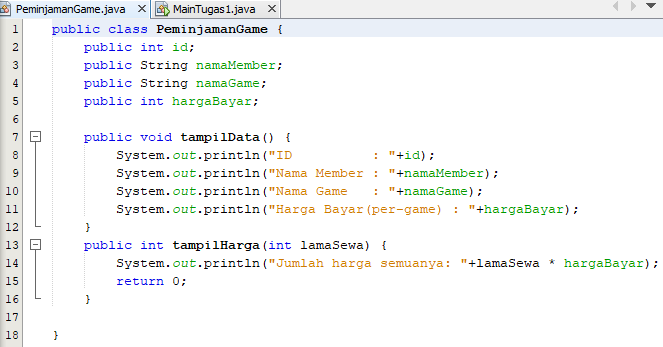 PeminjamanGame.java
MainTugas1.java
1 public class PeminjamanGame {
2 public int id;
3 public String namaMember;
4 public String namaGame;
5 public int hargaBayar;
6
7 public void tampilData() {
8 System.out.println("ID          : "+id);
9 System.out.println("Nama Member : "+namaMember);
10 System.out.println("Nama Game   : "+namaGame);
11 System.out.println("Harga Bayar(per-game) : "+hargaBayar);
12 }
13 public int tampilHarga(int lamaSewa) {
14 System.out.println("Jumlah harga semuanya: "+lamaSewa * hargaBayar);
15 return 0;
16 }
17
18 }